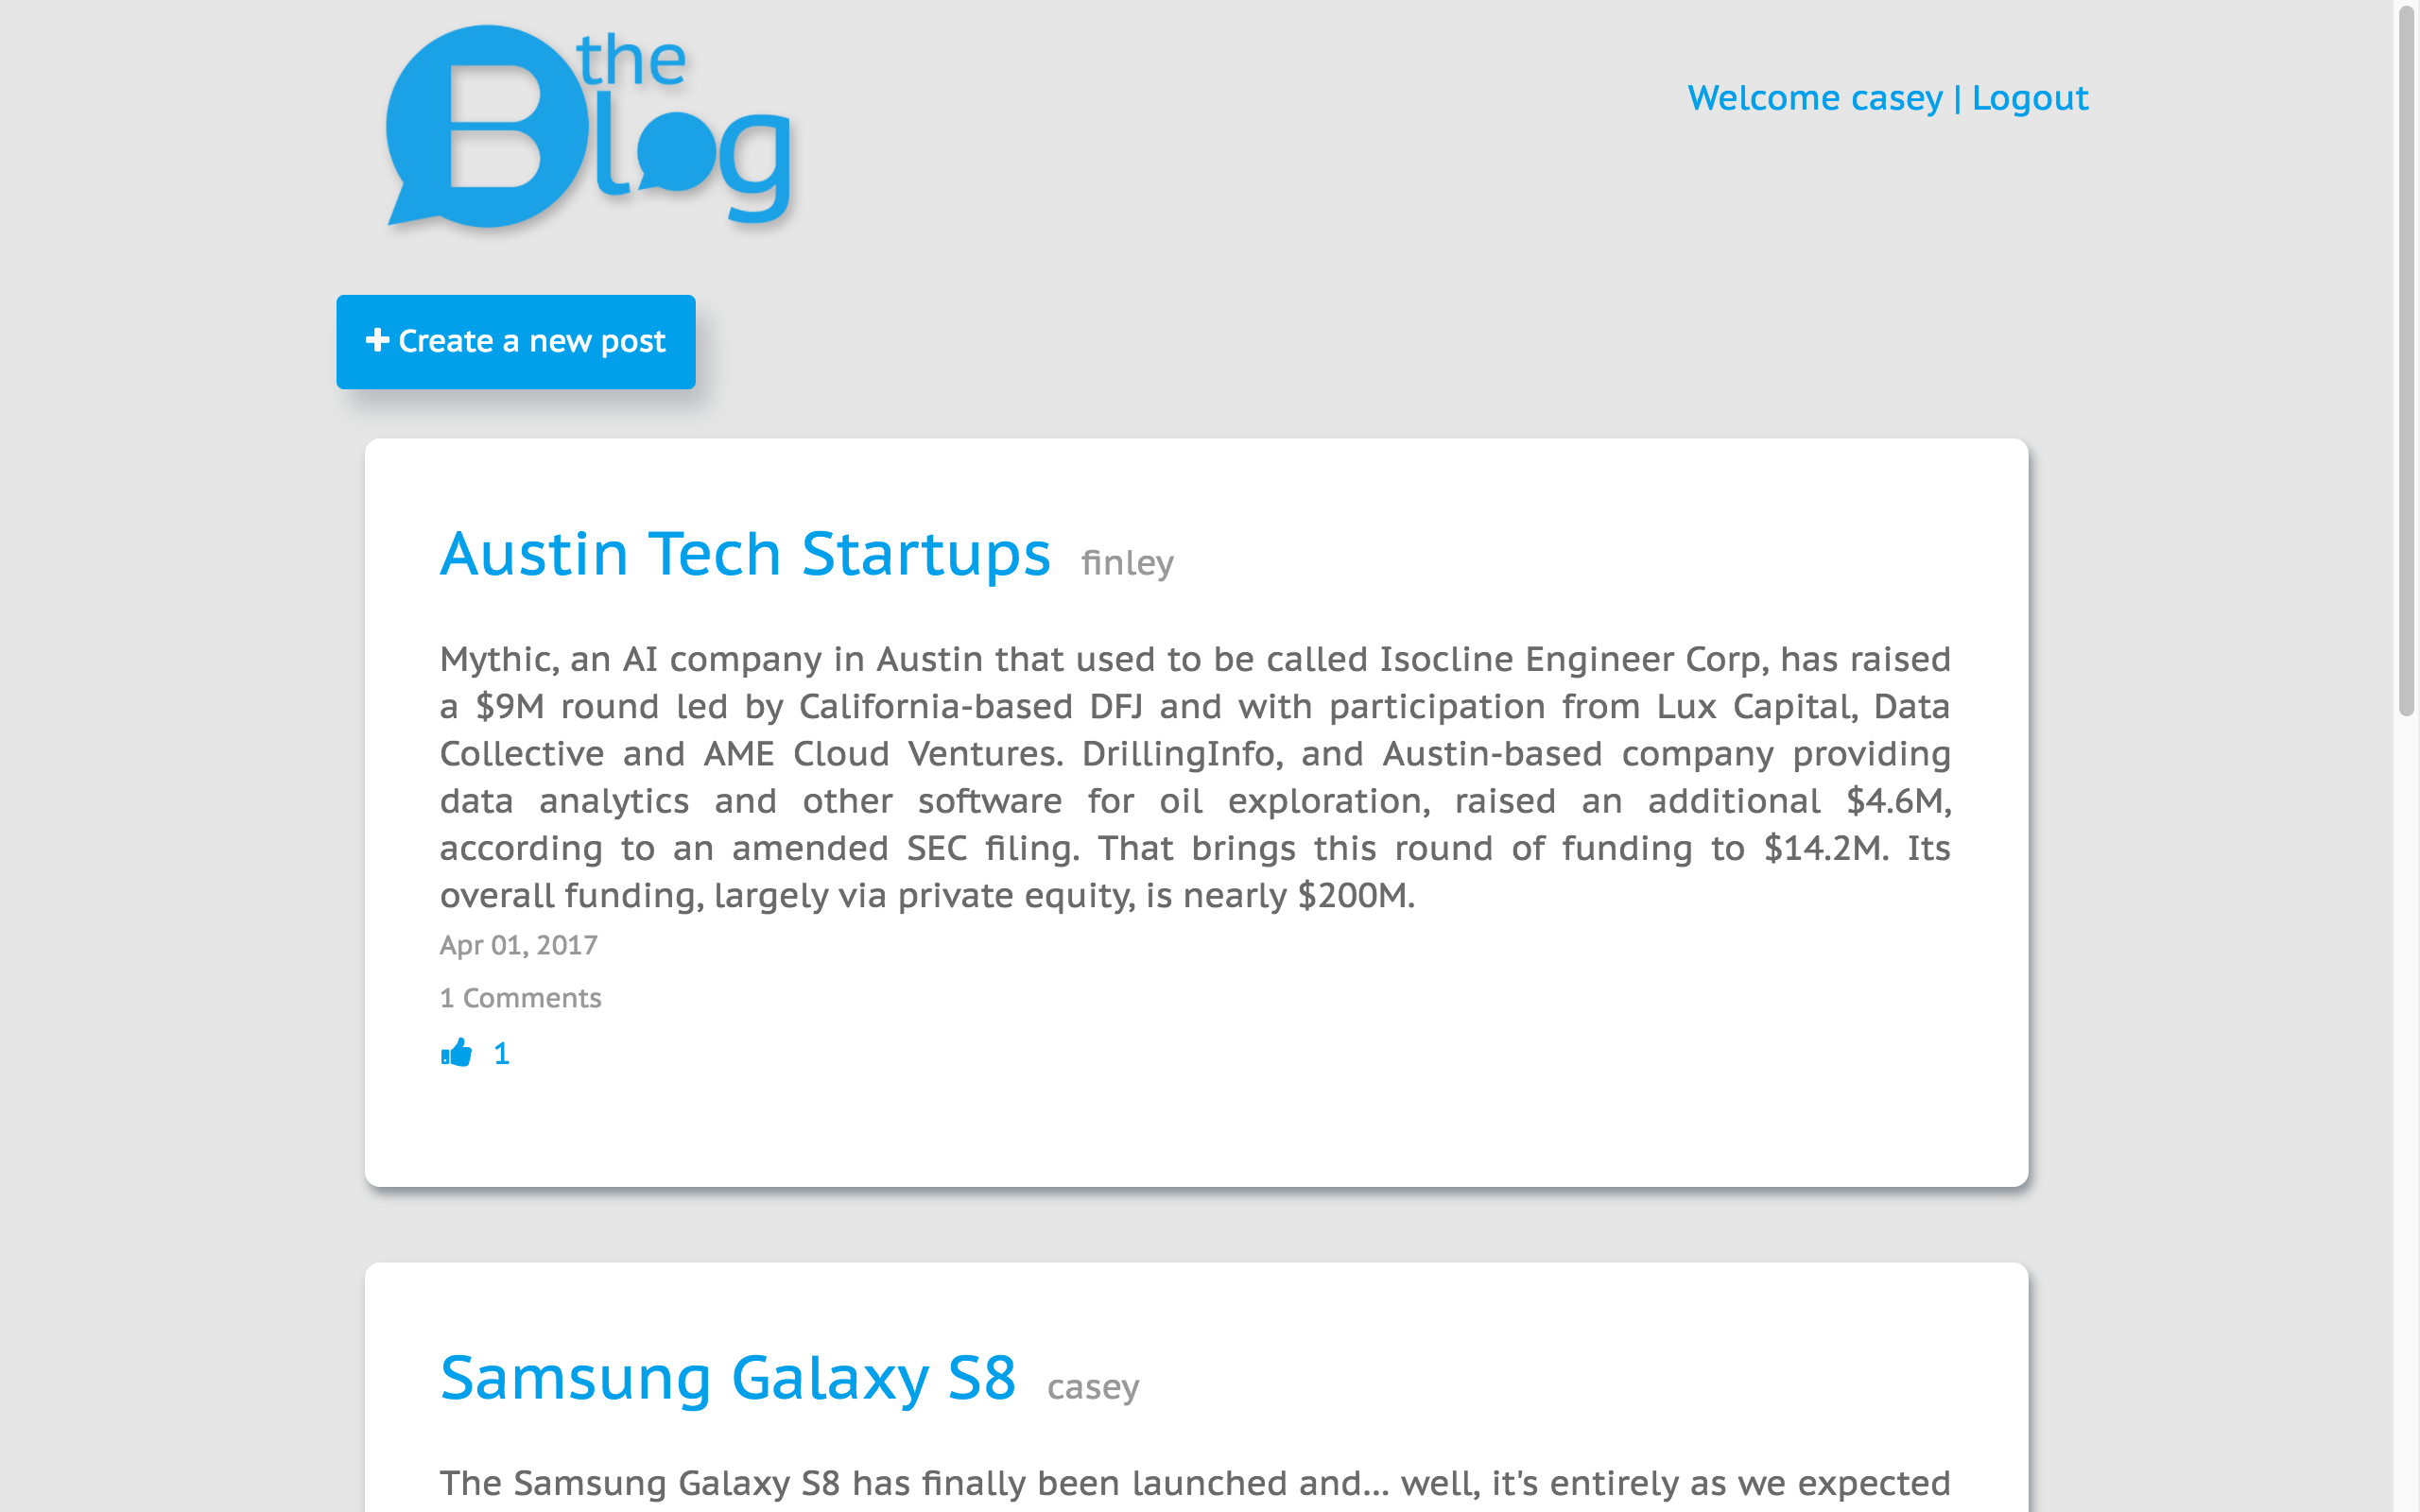 the
Blog
Welcome casey | Logout
Create a new post
Austin Tech Startups finley
Mythic, an AI company in Austin that used to be called Isocline Engineer Corp, has raised
a $9M round led by California-based DFJ and with participation from Lux Capital, Data
Collective and AME Cloud Ventures. DrillingInfo, and Austin-based company providing
data analytics and other software for oil exploration, raised an additional $4.6M,
according to an amended SEC filing. That brings this round of funding to $14.2M. Its
overall funding, largely via private equity, is nearly $200M.
Apr 01, 2017
1 Comments
1
Samsung Galaxy S8 casey
The Samsung Galaxy S8 has finally been launched and... well, it's entirely as we expected